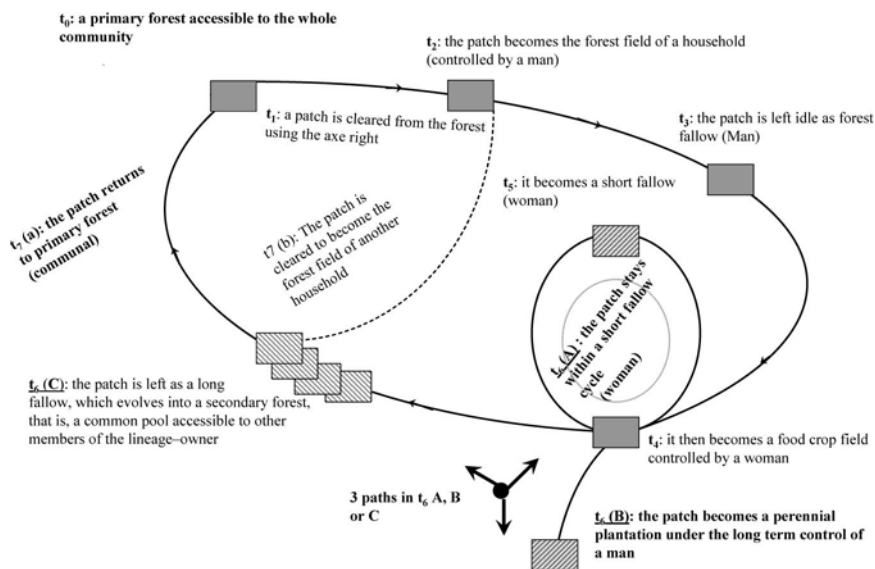 t₀: a primary forest accessible to the whole
community
t₂: the patch becomes the forest field of a household
(controlled by a man)
t₁: a patch is cleared from the forest
using the axe right
t₃: the patch is left idle as forest
fallow (Man)
t₅: it becomes a short fallow
(woman)
t₇ (a): the patch returns
to primary forest
(communal)
t7 (b): The patch is
cleared to become the
forest field of another
household
t₆ (A) : the patch stays
within a short fallow
cycle
(woman)
t₆ (C): the patch is left as a long
fallow, which evolves into a secondary forest,
that is, a common pool accessible to other
members of the lineage–owner
t₄: it then becomes a food crop field
controlled by a woman
3 paths in t₆ A, B
or C
t₆ (B): the patch becomes a perennial
plantation under the long term control of
a man